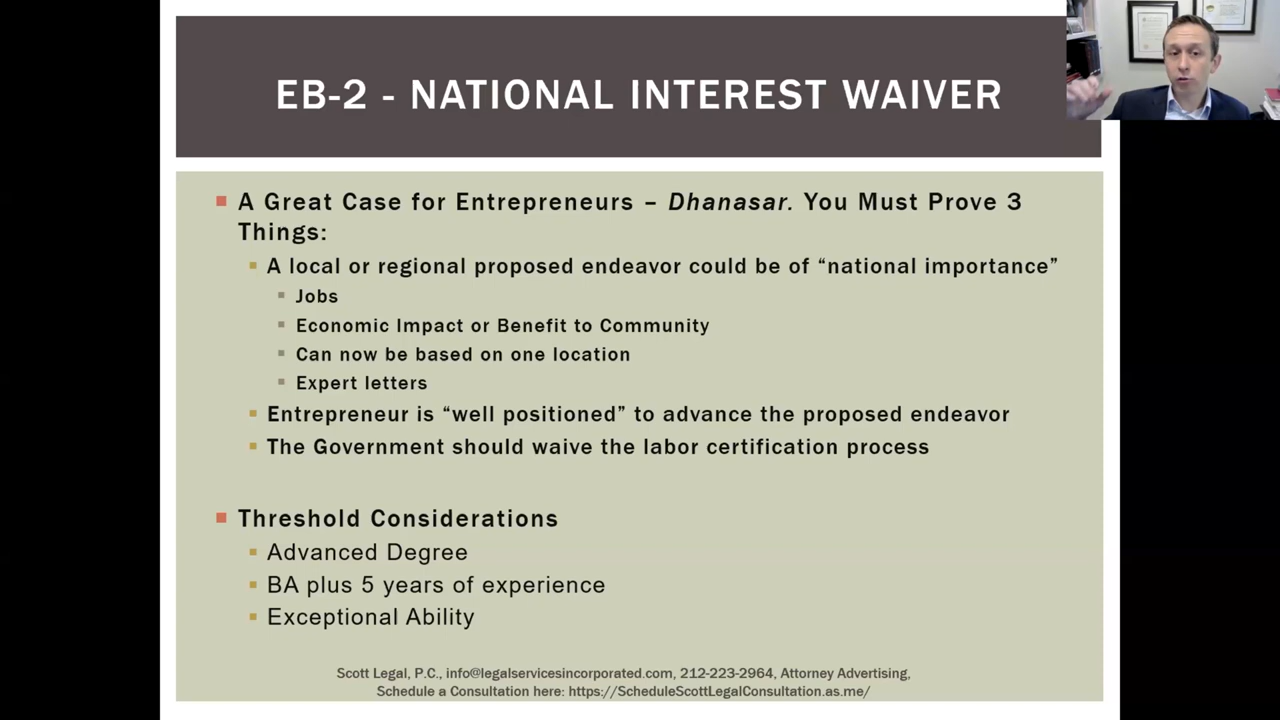 EB-2 - NATIONAL INTEREST WAIVER
A Great Case for Entrepreneurs – Dhanasar. You Must Prove 3
Things:
A local or regional proposed endeavor could be of “national importance”
Jobs
Economic Impact or Benefit to Community
Can now be based on one location
Expert letters
Entrepreneur is “well positioned” to advance the proposed endeavor
The Government should waive the labor certification process
Threshold Considerations
Advanced Degree
BA plus 5 years of experience
Exceptional Ability
Scott Legal, P.C., info@legalservicesincorporated.com, 212-223-2964, Attorney Advertising,
Schedule a Consultation here: https://ScheduleScottLegalConsultation.as.me/